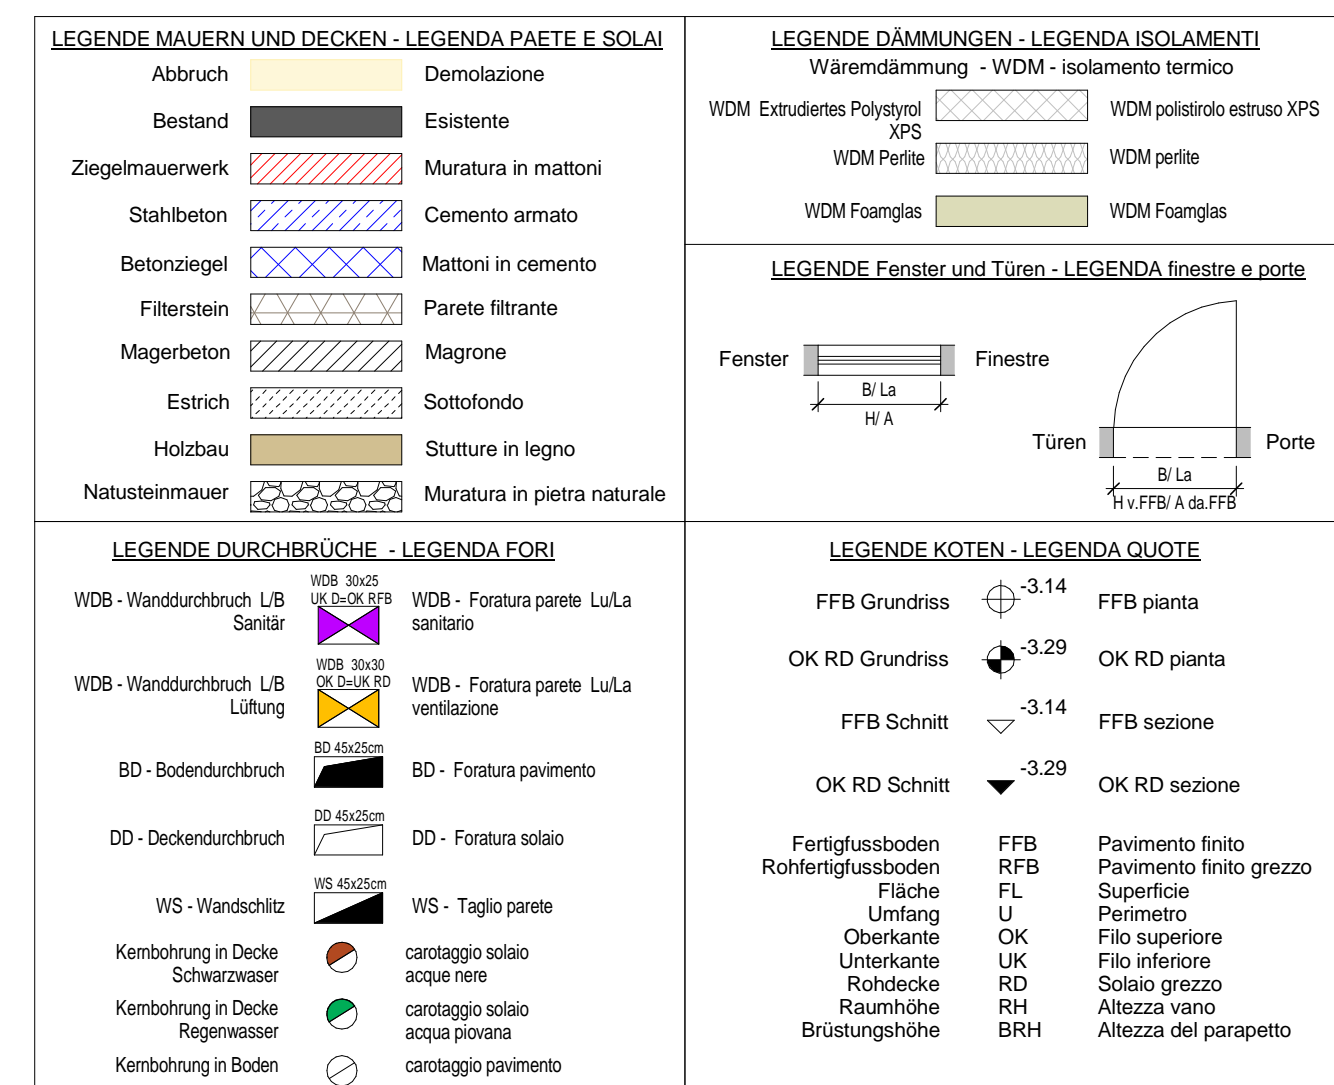 LEGENDE MAUERN UND DECKEN - LEGENDA PAETE E SOLAI
Abbruch Demolazione
Bestand Esistente
Ziegelmauerwerk Muratura in mattoni
Stahlbeton Cemento armato
Betonziegel Mattoni in cemento
Filterstein Parete filtrante
Magerbeton Magrone
Estrich Sottofondo
Holzbau Stutture in legno
Natusteinmauer Muratura in pietra naturale
LEGENDE DÄMMUNGEN - LEGENDA ISOLAMENTI
Wäremdämmung - WDM - isolamento termico
WDM Extrudiertes Polystyrol WDM polistirolo estruso XPS
XPS
WDM Perlite WDM perlite
WDM Foamglas WDM Foamglas
LEGENDE Fenster und Türen - LEGENDA finestre e porte
Fenster Finestre
B/ La
H/ A
Türen Porte
B/ La
H v.FFB/ A da.FFB
LEGENDE DURCHBRÜCHE - LEGENDA FORI
WDB 30x25
UK D=OK RFB
WDB - Wanddurchbruch L/B WDB - Foratura parete Lu/La
Sanitär sanitario
WDB 30x30
OK D=UK RD
WDB - Wanddurchbruch L/B WDB - Foratura parete Lu/La
Lüftung ventilazione
BD 45x25cm
BD - Bodendurchbruch BD - Foratura pavimento
DD 45x25cm
DD - Deckendurchbruch DD - Foratura solaio
WS 45x25cm
WS - Wandschlitz WS - Taglio parete
Kernbohrung in Decke carotaggio solaio
Schwarzwaser acque nere
Kernbohrung in Decke carotaggio solaio
Regenwasser acqua piovana
Kernbohrung in Boden carotaggio pavimento
LEGENDE KOTEN - LEGENDA QUOTE
FFB Grundriss -3.14 FFB pianta
OK RD Grundriss -3.29 OK RD pianta
FFB Schnitt -3.14 FFB sezione
OK RD Schnitt -3.29 OK RD sezione
Fertigfussboden FFB Pavimento finito
Rohfertigfussboden RFB Pavimento finito grezzo
Fläche FL Superficie
Umfang U Perimetro
Oberkante OK Filo superiore
Unterkante UK Filo inferiore
Rohdecke RD Solaio grezzo
Raumhöhe RH Altezza vano
Brüstungshöhe BRH Altezza del parapetto